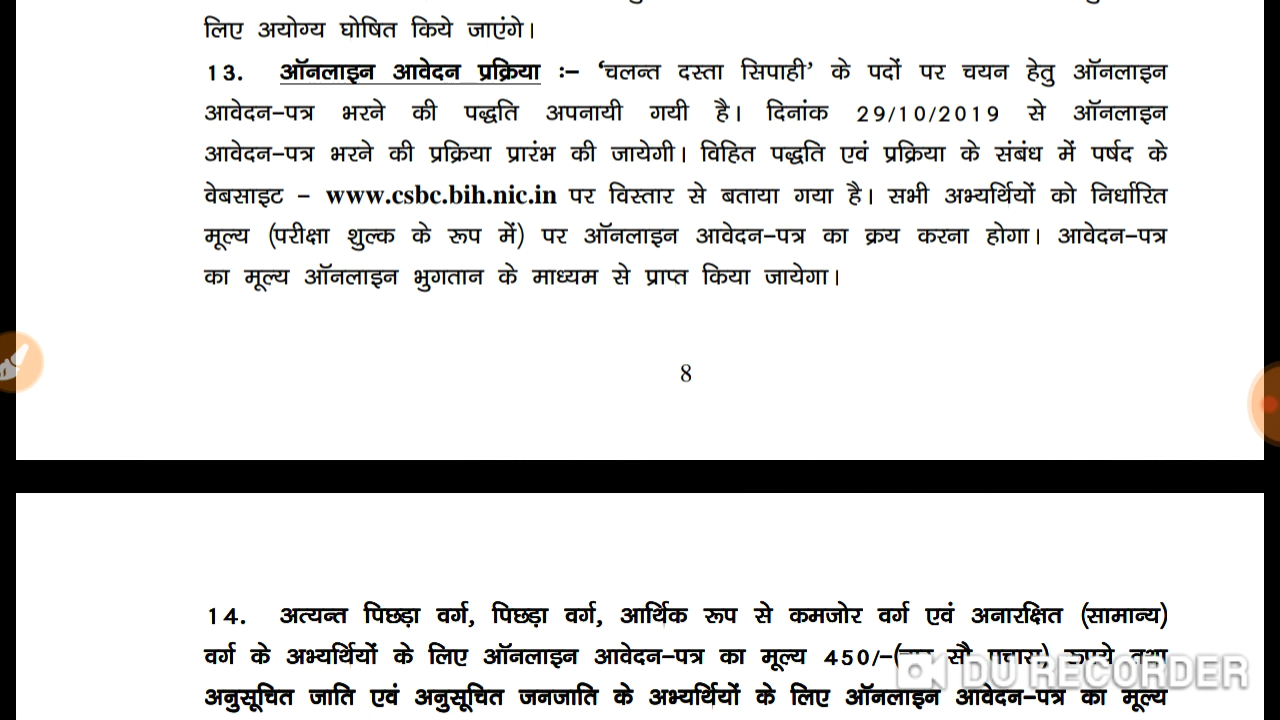 लिए अयोग्य घोषित किये जाएंगे।
13. ऑनलाइन आवेदन प्रक्रिया :– ‘चलन्त दस्ता सिपाही’ के पदों पर चयन हेतु ऑनलाइन
आवेदन–पत्र भरने की पद्धति अपनायी गयी है। दिनांक 29/10/2019 से ऑनलाइन
आवेदन–पत्र भरने की प्रक्रिया प्रारंभ की जायेगी। विहित पद्धति एवं प्रक्रिया के संबंध में पर्षद के
वेबसाइट – www.csbc.bih.nic.in पर विस्तार से बताया गया है। सभी अभ्यर्थियों को निर्धारित
मूल्य (परीक्षा शुल्क के रूप में) पर ऑनलाइन आवेदन–पत्र का क्रय करना होगा। आवेदन–पत्र
का मूल्य ऑनलाइन भुगतान के माध्यम से प्राप्त किया जायेगा।
8
14. अत्यन्त पिछड़ा वर्ग, पिछड़ा वर्ग, आर्थिक रूप से कमजोर वर्ग एवं अनारक्षित (सामान्य)
वर्ग के अभ्यर्थियों के लिए ऑनलाइन आवेदन–पत्र का मूल्य 450/–( सौ पचास) रूपये तथा
DU RECORDER
अनुसूचित जाति एवं अनुसूचित जनजाति के अभ्यर्थियों के लिए ऑनलाइन आवेदन–पत्र का मूल्य